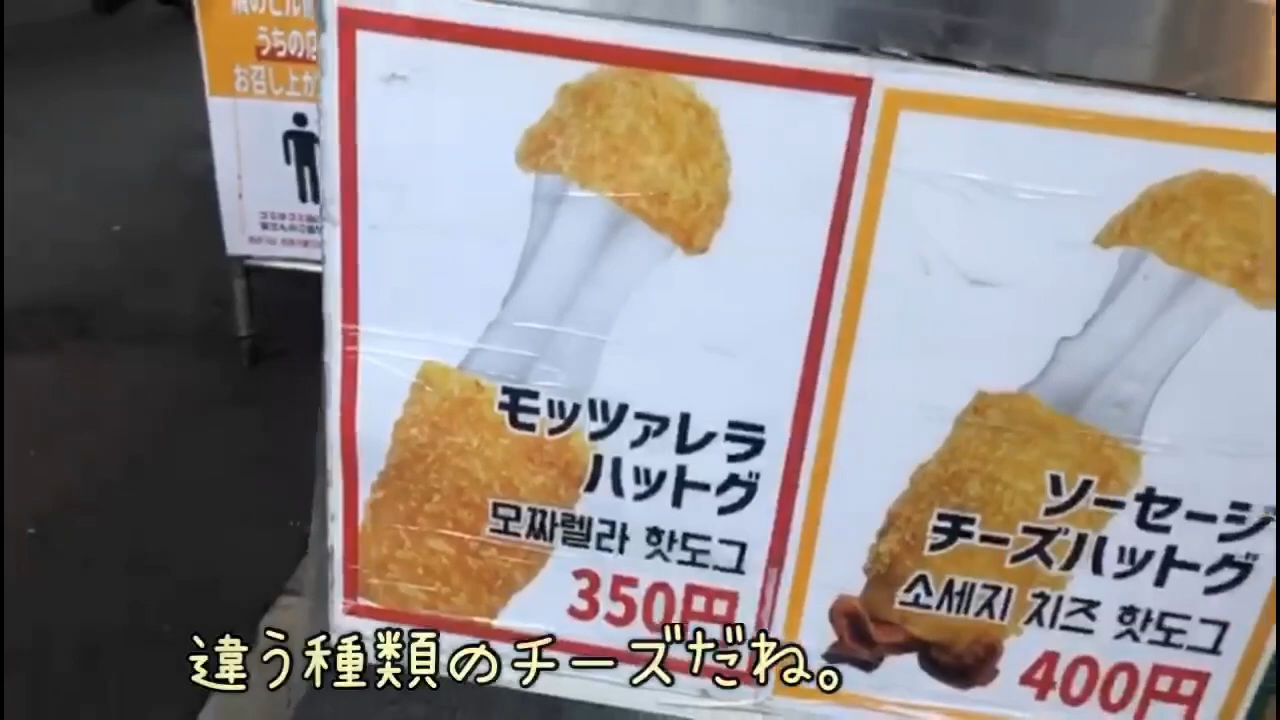 うちの店
お召し上が
モッツァレラ
ハットグ
모짜렐라 핫도그
350円
ソーセージ
チーズハットグ
소세지 치즈 핫도그
400円
違う種類のチーズだね。